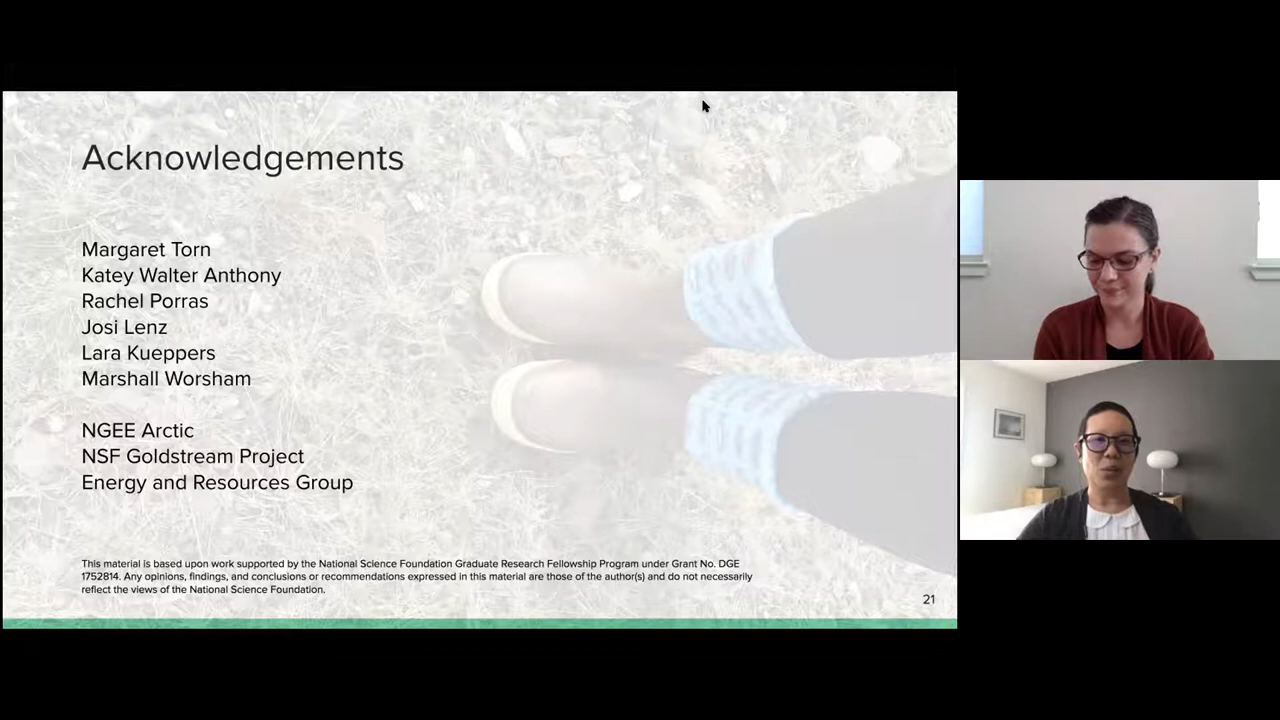 Acknowledgements
Margaret Torn
Katey Walter Anthony
Rachel Porras
Josi Lenz
Lara Kueppers
Marshall Worsham
NGEE Arctic
NSF Goldstream Project
Energy and Resources Group
This material is based upon work supported by the National Science Foundation Graduate Research Fellowship Program under Grant No. DGE
1752814. Any opinions, findings, and conclusions or recommendations expressed in this material are those of the author(s) and do not necessarily
reflect the views of the National Science Foundation.
21